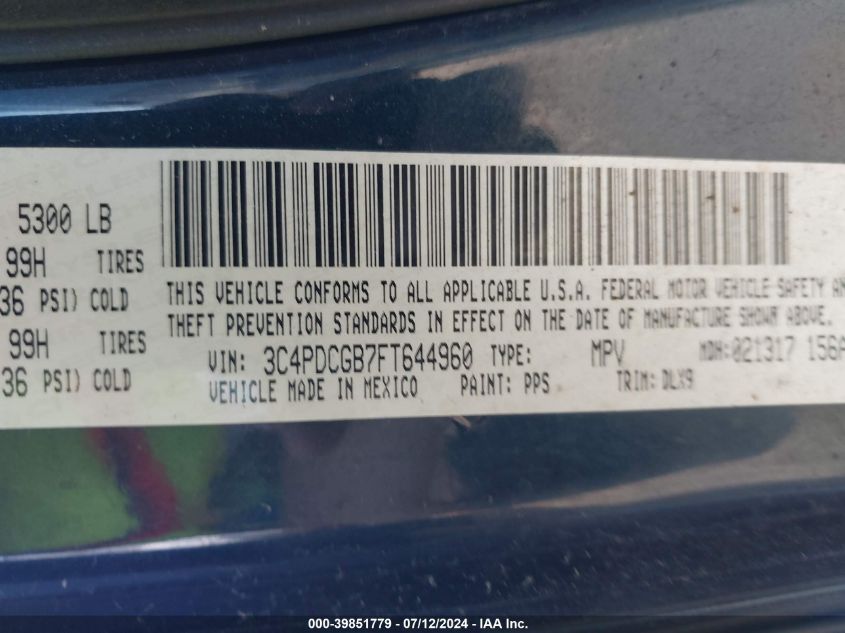 5300 LB
99H TIRES
36 PSI) COLD
99H TIRES
36 PSI) COLD
THIS VEHICLE CONFORMS TO ALL APPLICABLE U.S.A. FEDERAL MOTOR VEHICLE SAFETY AN
THEFT PREVENTION STANDARDS IN EFFECT ON THE DATE OF MANUFACTURE SHOWN ABOVE.
VIN: 3C4PDCGB7FT644960 TYPE: MPV MDH: 021317 156A
VEHICLE MADE IN MEXICO PAINT: PPS TRIM: DLX9
000-39851779 - 07/12/2024 - IAA Inc.